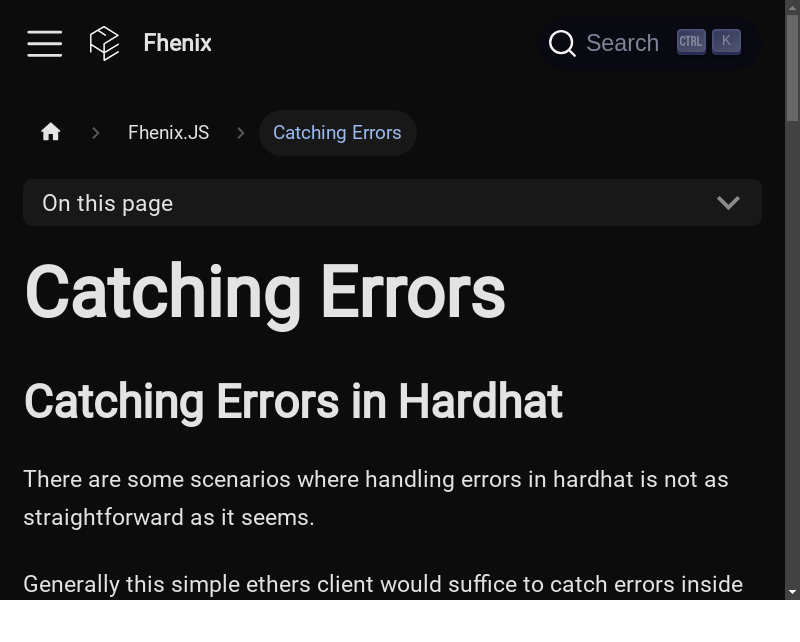 Fhenix
Search CTRL K
Fhenix.JS Catching Errors
On this page
Catching Errors
Catching Errors in Hardhat
There are some scenarios where handling errors in hardhat is not as
straightforward as it seems.
Generally this simple ethers client would suffice to catch errors inside